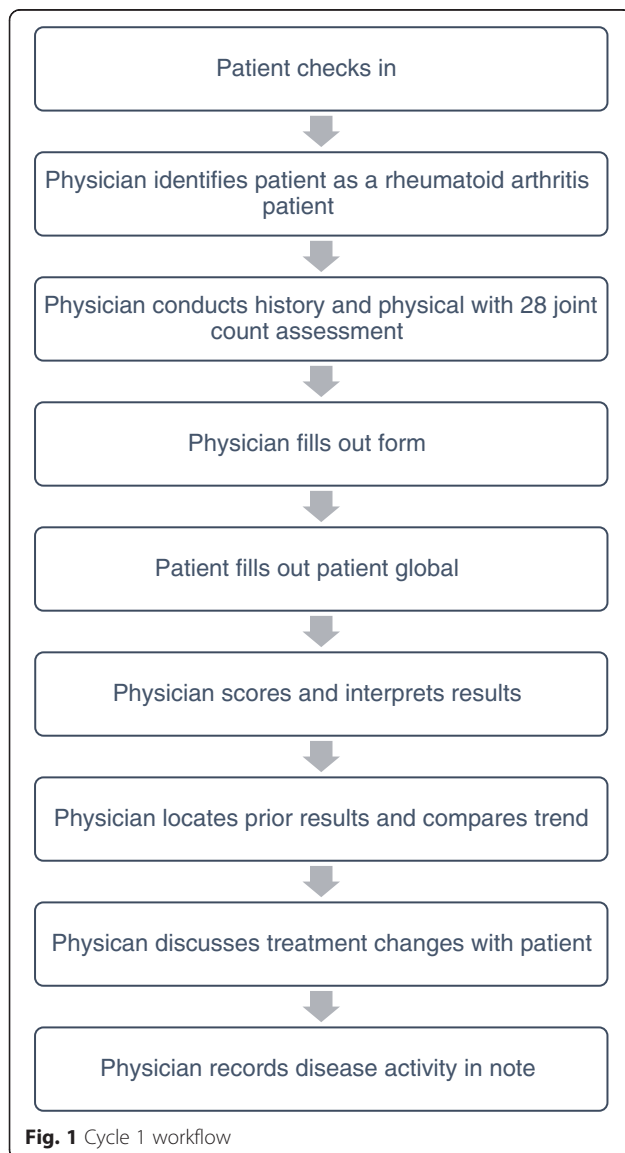 Patient checks in
Physician identifies patient as a rheumatoid arthritis
patient
Physician conducts history and physical with 28 joint
count assessment
Physician fills out form
Patient fills out patient global
Physician scores and interprets results
Physician locates prior results and compares trend
Physican discusses treatment changes with patient
Physician records disease activity in note
Fig. 1 Cycle 1 workflow